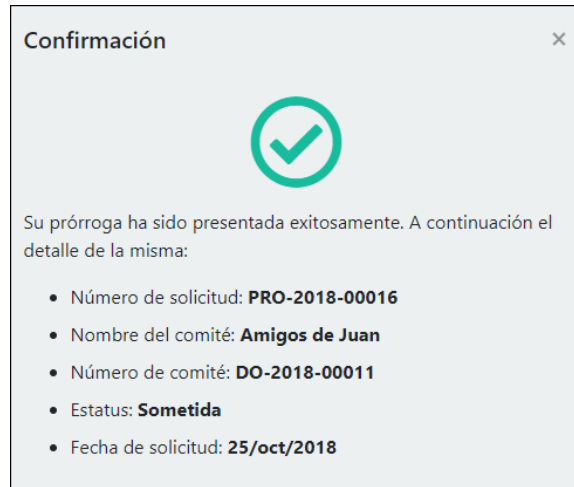 Confirmación
×
Su prórroga ha sido presentada exitosamente. A continuación el
detalle de la misma:
• Número de solicitud: PRO-2018-00016
• Nombre del comité: Amigos de Juan
• Número de comité: DO-2018-00011
• Estatus: Sometida
• Fecha de solicitud: 25/oct/2018